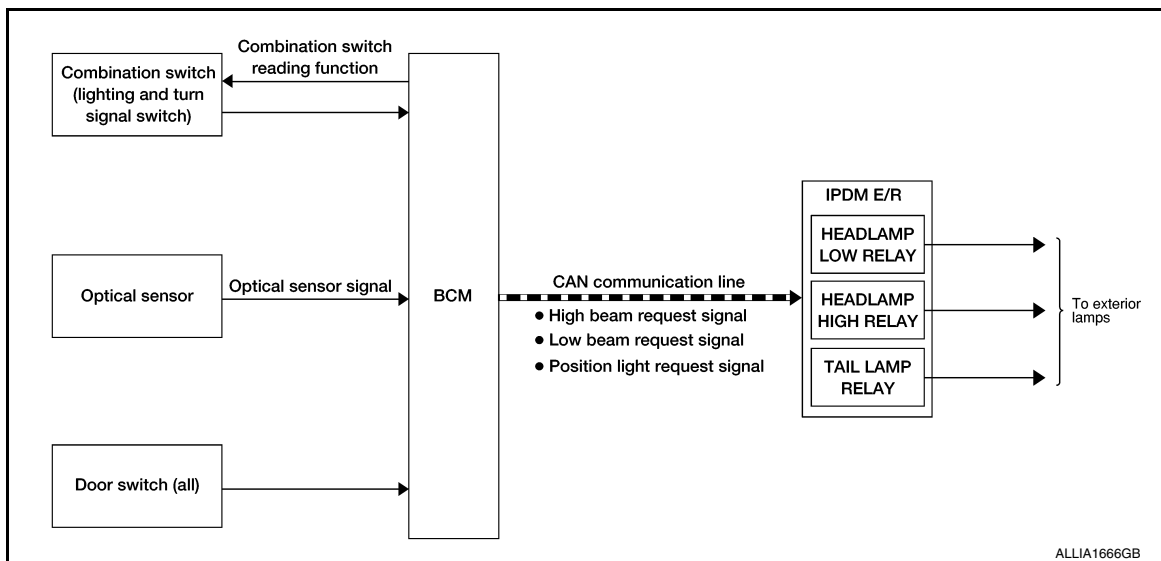 Combination switch
(lighting and turn
signal switch)
Combination switch
reading function
Optical sensor
Optical sensor signal
Door switch (all)
BCM
CAN communication line
● High beam request signal
● Low beam request signal
● Position light request signal
IPDM E/R
HEADLAMP
LOW RELAY
HEADLAMP
HIGH RELAY
TAIL LAMP
RELAY
To exterior
lamps
ALLIA1666GB